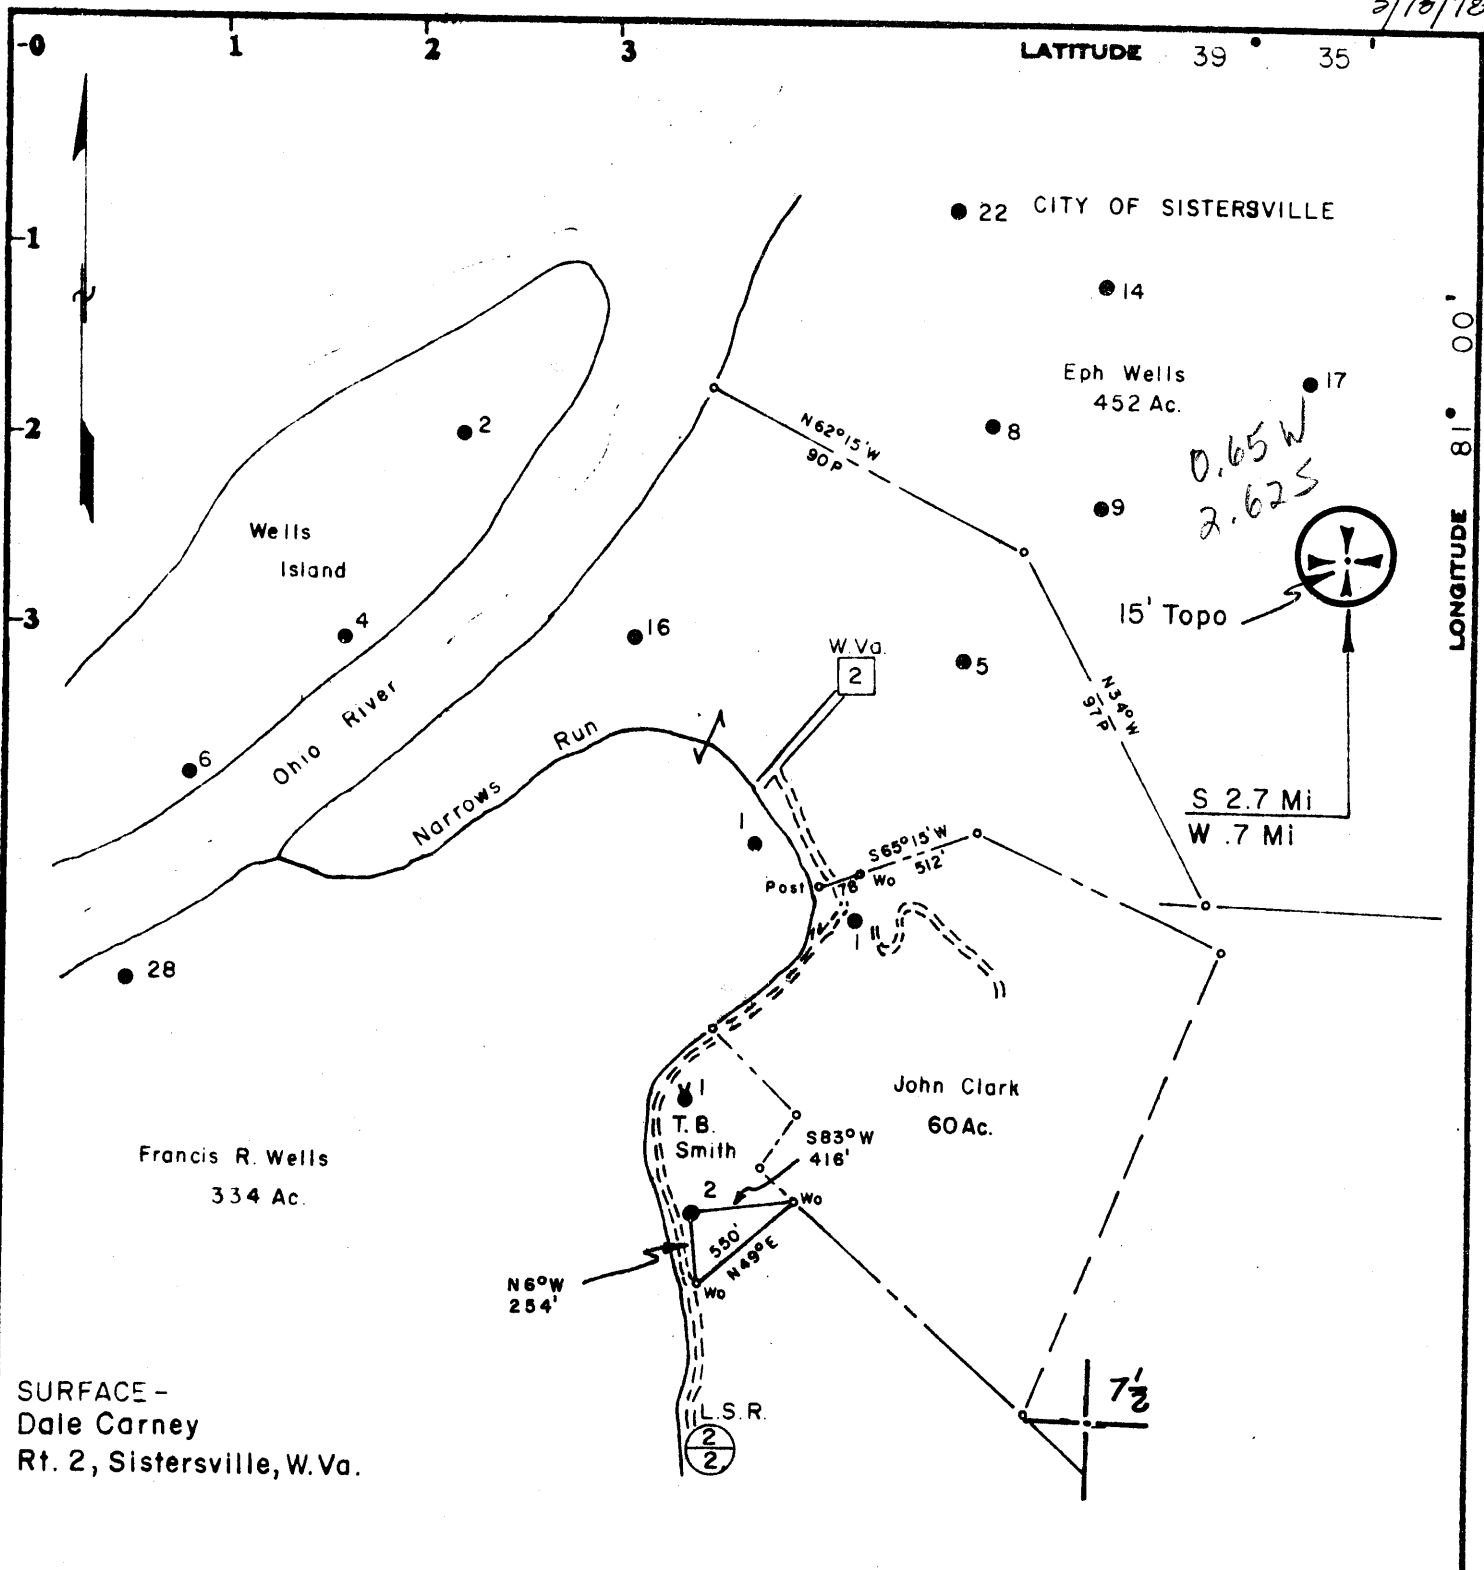 -0 1 2 3 LATITUDE 39° 35'
-1
-2
-3
22 CITY OF SISTERSVILLE
14
Eph Wells
452 Ac.
17
81° 00'
LONGITUDE
2
8
9
N62°15'W
90P
0.65 W
2.62 S
Wells
Island
4
16
15' Topo
W.Va.
2
5
N34°W
97P
6
Ohio River
Narrows Run
S 2.7 Mi
W .7 Mi
1
S65°15'W
512'
Post
178
Wo
1
28
1
T.B.
Smith
John Clark
60Ac.
S83°W
416'
Francis R. Wells
334 Ac.
2
Wo
550'
N49°E
N6°W
254'
Wo
7½
SURFACE-
Dale Carney
Rt. 2, Sistersville, W.Va.
L.S.R.
2
2